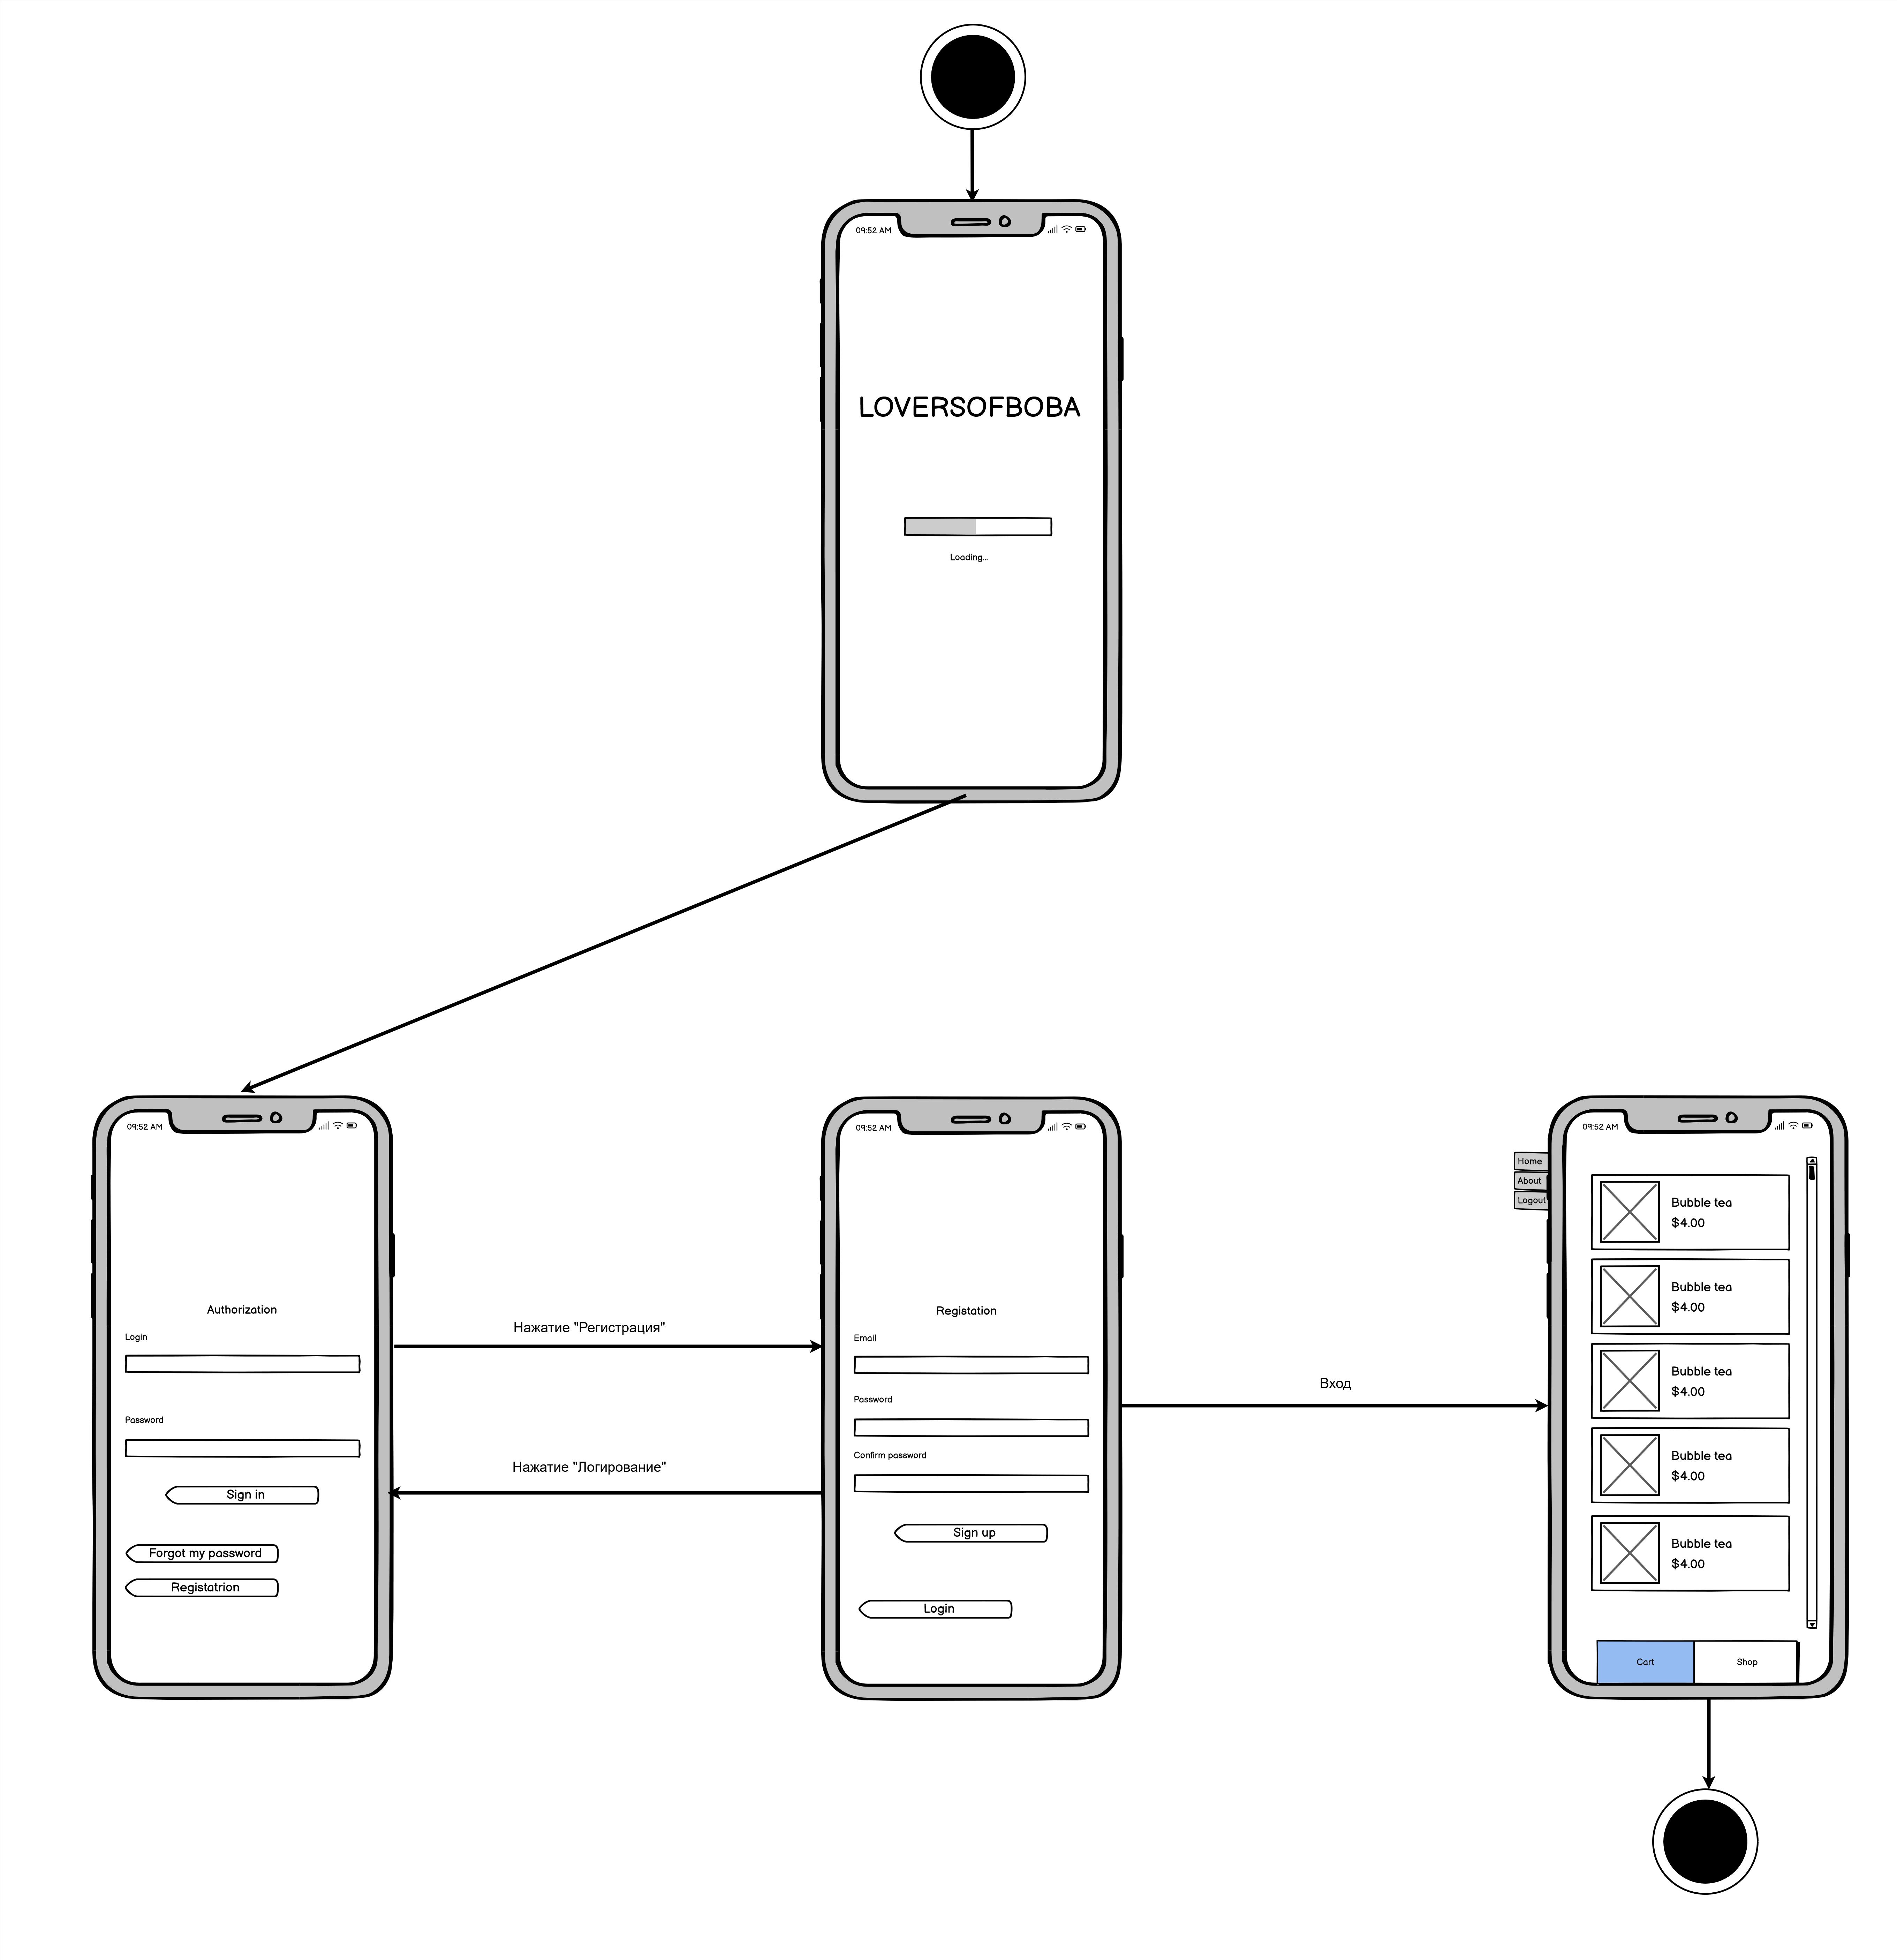 09:52 AM
LOVERSOFBOBA
Loading...
09:52 AM
Authorization
Login
Password
Sign in
Forgot my password
Registatrion
Нажатие "Регистрация"
Нажатие "Логирование"
09:52 AM
Registation
Email
Password
Confirm password
Sign up
Login
Вход
09:52 AM
Home
About
Logout
Bubble tea
$4.00
Bubble tea
$4.00
Bubble tea
$4.00
Bubble tea
$4.00
Bubble tea
$4.00
Cart
Shop